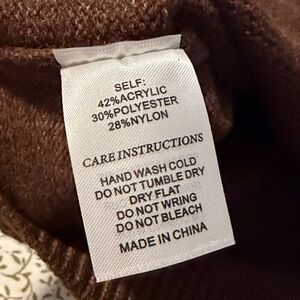 SELF:
42%ACRYLIC
30%POLYESTER
28%NYLON
CARE INSTRUCTIONS
HAND WASH COLD
DO NOT TUMBLE DRY
DRY FLAT
DO NOT WRING
DO NOT BLEACH
MADE IN CHINA